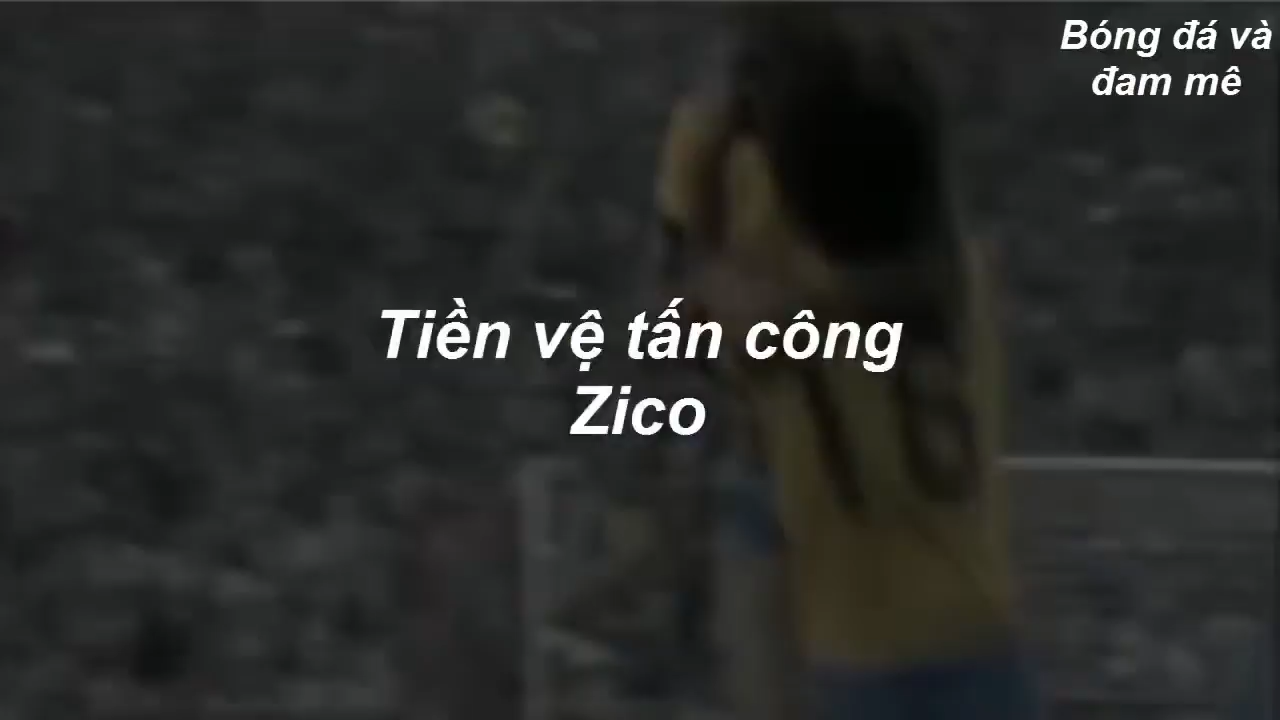 Bóng đá và
đam mê
Tiền vệ tấn công
Zico